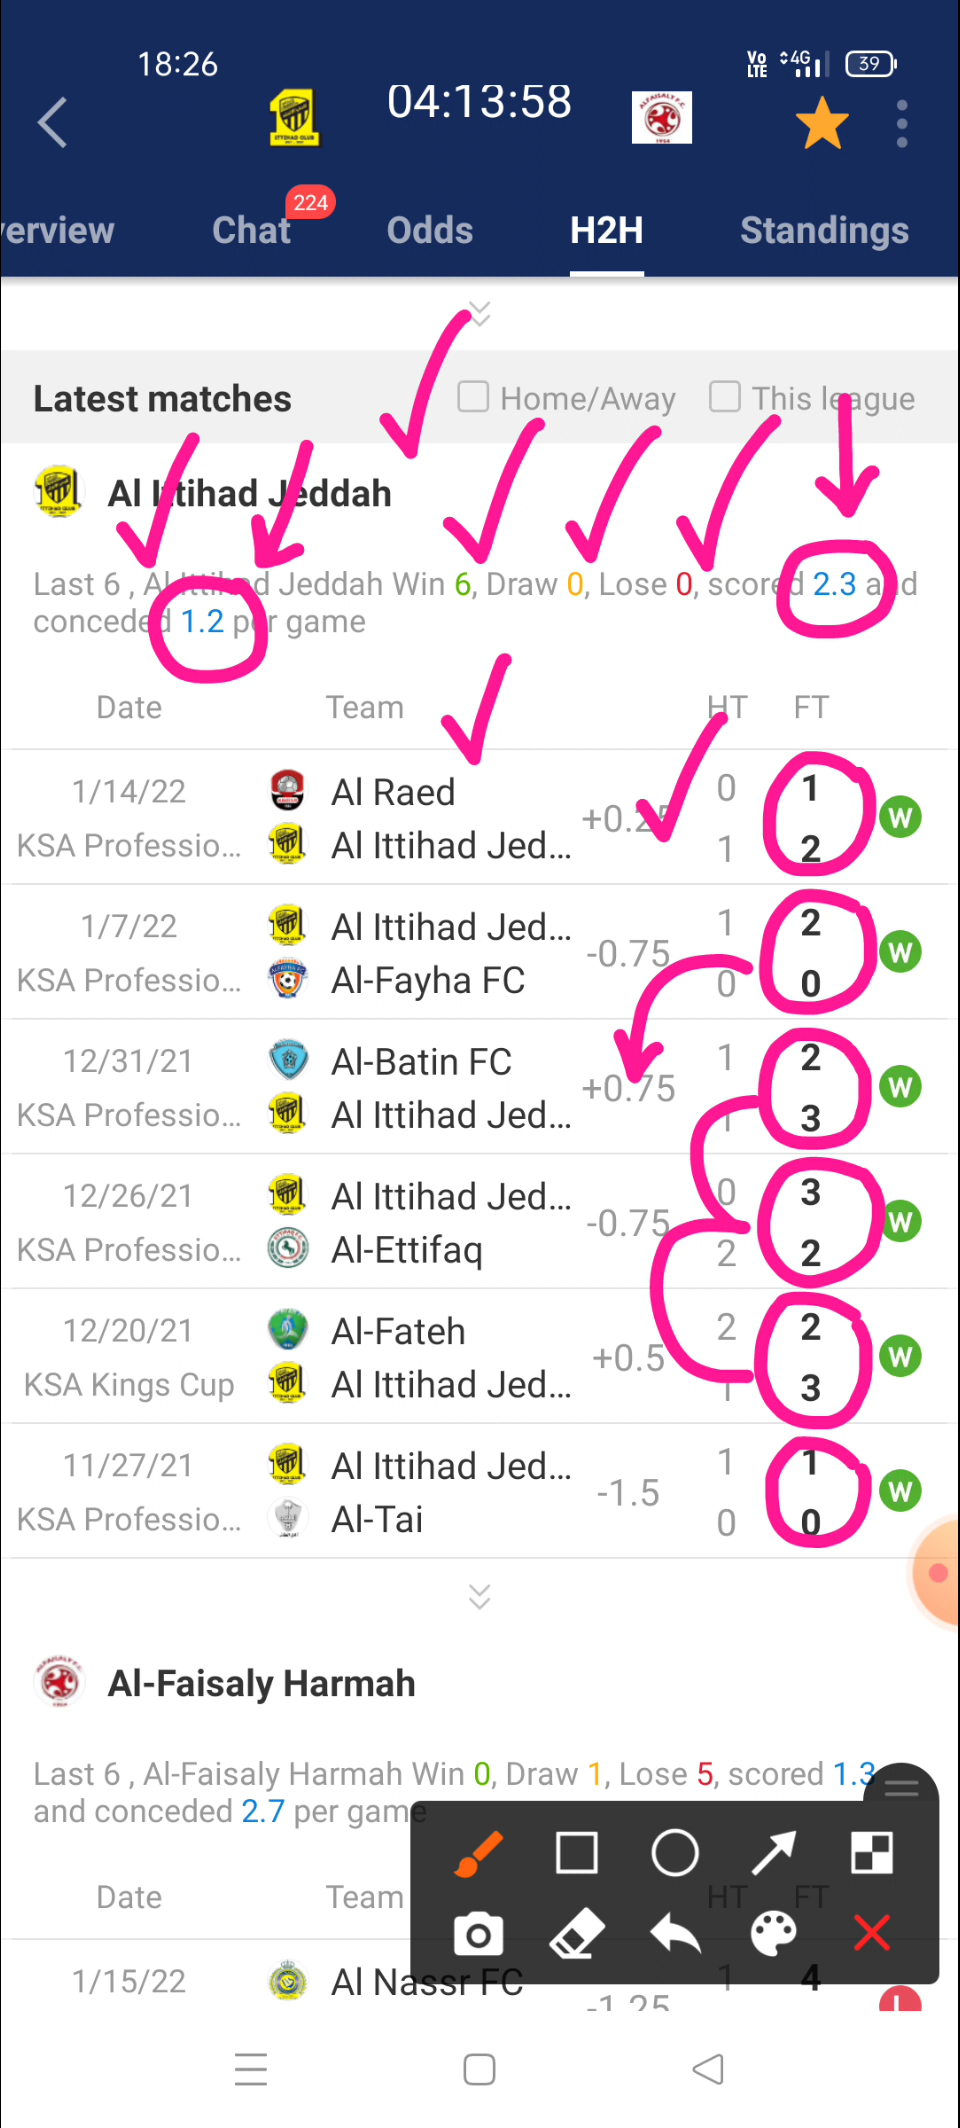 18:26
Vo LTE 4G 39
04:13:58
verview Chat 224 Odds H2H Standings
Latest matches Home/Away This league
Al Ittihad Jeddah
Last 6 , Al Ittihad Jeddah Win 6, Draw 0, Lose 0, scored 2.3 and
conceded 1.2 per game
Date Team HT FT
1/14/22 Al Raed 0 1
+0.25 W
KSA Professio... Al Ittihad Jed... 1 2
1/7/22 Al Ittihad Jed... 1 2
-0.75 W
KSA Professio... Al-Fayha FC 0 0
12/31/21 Al-Batin FC 1 2
+0.75 W
KSA Professio... Al Ittihad Jed... 1 3
12/26/21 Al Ittihad Jed... 0 3
-0.75 W
KSA Professio... Al-Ettifaq 2 2
12/20/21 Al-Fateh 2 2
+0.5 W
KSA Kings Cup Al Ittihad Jed... 1 3
11/27/21 Al Ittihad Jed... 1 1
-1.5 W
KSA Professio... Al-Tai 0 0
Al-Faisaly Harmah
Last 6 , Al-Faisaly Harmah Win 0, Draw 1, Lose 5, scored 1.3
and conceded 2.7 per game
Date Team HT FT
1/15/22 Al Nassr FC 1 4
-1.25 L